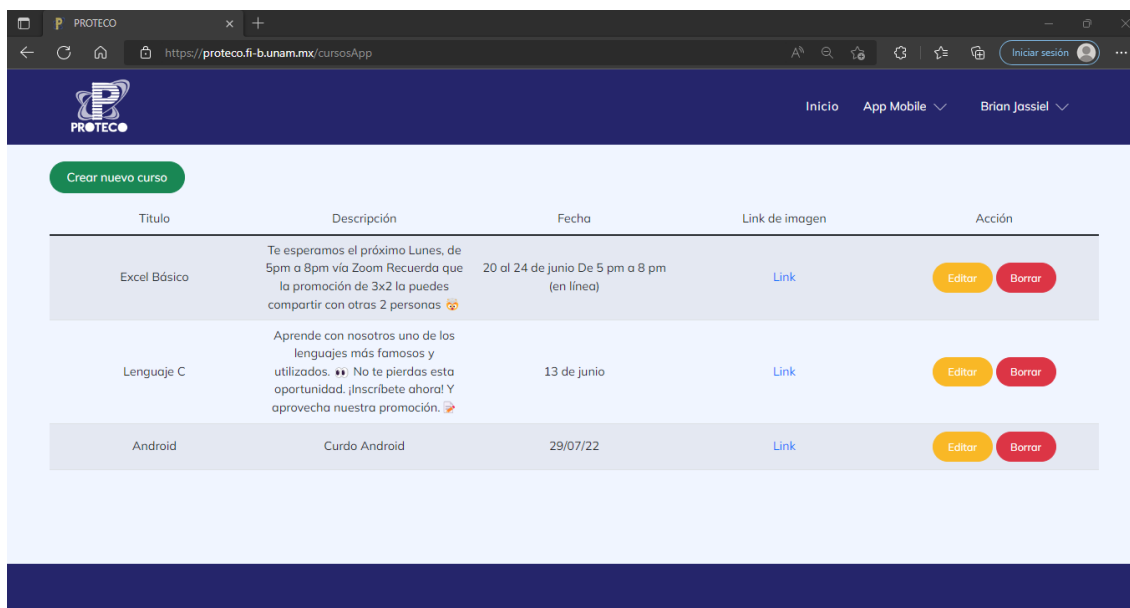 PROTECO
https://proteco.fi-b.unam.mx/cursosApp
Iniciar sesión
PROTECO
Inicio App Mobile Brian Jassiel
Crear nuevo curso
Titulo Descripción Fecha Link de imagen Acción
Excel Básico
Te esperamos el próximo Lunes, de
5pm a 8pm vía Zoom Recuerda que
la promoción de 3x2 la puedes
compartir con otras 2 personas 🤯
20 al 24 de junio De 5 pm a 8 pm
(en línea)
Link
Editar Borrar
Lenguaje C
Aprende con nosotros uno de los
lenguajes más famosos y
utilizados. 👀 No te pierdas esta
oportunidad. ¡Inscríbete ahora! Y
aprovecha nuestra promoción. 📝
13 de junio
Link
Editar Borrar
Android
Curdo Android
29/07/22
Link
Editar Borrar